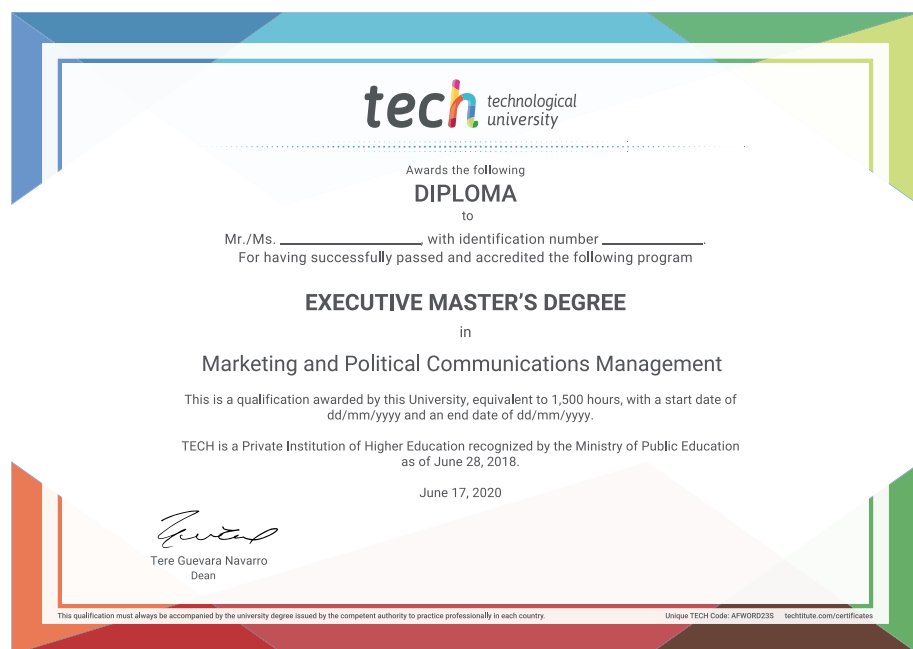 tech technological
university
Awards the following
DIPLOMA
to
Mr./Ms. ____________________, with identification number ______________.
For having successfully passed and accredited the following program
EXECUTIVE MASTER'S DEGREE
in
Marketing and Political Communications Management
This is a qualification awarded by this University, equivalent to 1,500 hours, with a start date of
dd/mm/yyyy and an end date of dd/mm/yyyy.
TECH is a Private Institution of Higher Education recognized by the Ministry of Public Education
as of June 28, 2018.
June 17, 2020
Tere Guevara Navarro
Dean
This qualification must always be accompanied by the university degree issued by the competent authority to practice professionally in each country.
Unique TECH Code: AFWORD23S techtitute.com/certificates